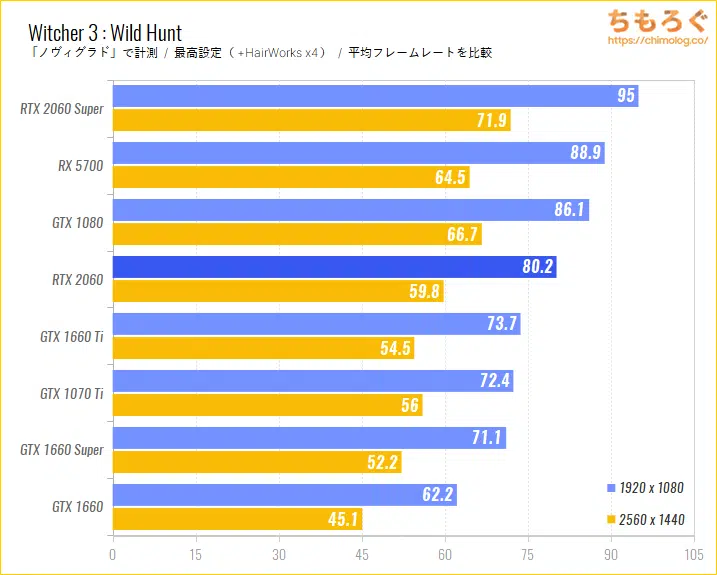 Witcher 3 : Wild Hunt
「ノヴィグラド」で計測 / 最高設定（ +HairWorks x4 ） / 平均フレームレートを比較
ちもろぐ
https://chimolog.co/
RTX 2060 Super
95
71.9
RX 5700
88.9
64.5
GTX 1080
86.1
66.7
RTX 2060
80.2
59.8
GTX 1660 Ti
73.7
54.5
GTX 1070 Ti
72.4
56
GTX 1660 Super
71.1
52.2
GTX 1660
62.2
45.1
1920 x 1080
2560 x 1440
0 15 30 45 60 75 90 105